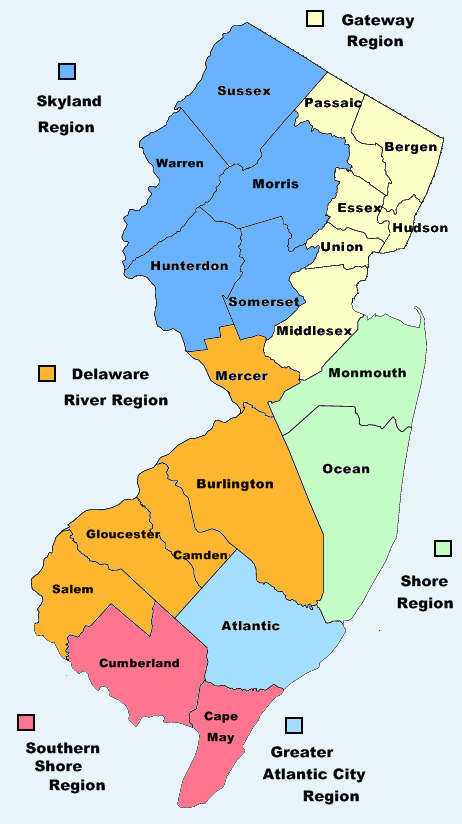 Gateway
Region
Skyland
Region
Sussex
Passaic
Bergen
Warren
Morris
Essex
Hudson
Union
Hunterdon
Somerset
Middlesex
Delaware
River Region
Mercer
Monmouth
Ocean
Burlington
Gloucester
Camden
Salem
Shore
Region
Atlantic
Cumberland
Cape
May
Southern
Shore
Region
Greater
Atlantic City
Region